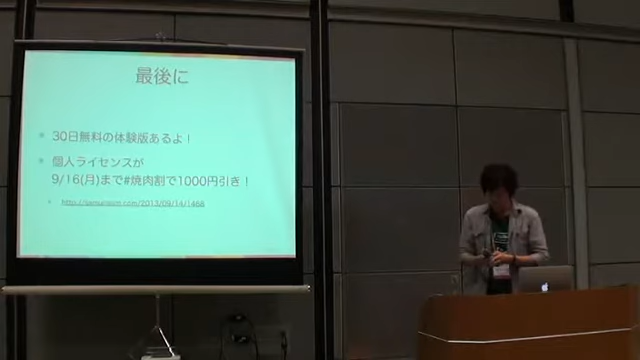 最後に
30日無料の体験版あるよ！
個人ライセンスが
9/16(月)まで#焼肉割で1000円引き！